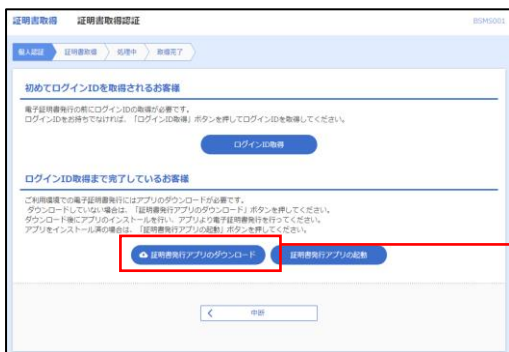 証明書取得 証明書取得認証 BSMS001
個人認証 証明書取得 処理中 取得完了
初めてログインIDを取得されるお客様
電子証明書発行の前にログインIDの取得が必要です。
ログインIDをお持ちでなければ、「ログインID取得」ボタンを押してログインIDを取得してください。
ログインID取得
ログインID取得まで完了しているお客様
ご利用環境での電子証明書発行にはアプリのダウンロードが必要です。
ダウンロードしていない場合は、「証明書発行アプリのダウンロード」ボタンを押してください。
ダウンロード後にアプリのインストールを行い、アプリより電子証明書発行を行ってください。
アプリをインストール済の場合は、「証明書発行アプリの起動」ボタンを押してください。
証明書発行アプリのダウンロード 証明書発行アプリの起動
中断